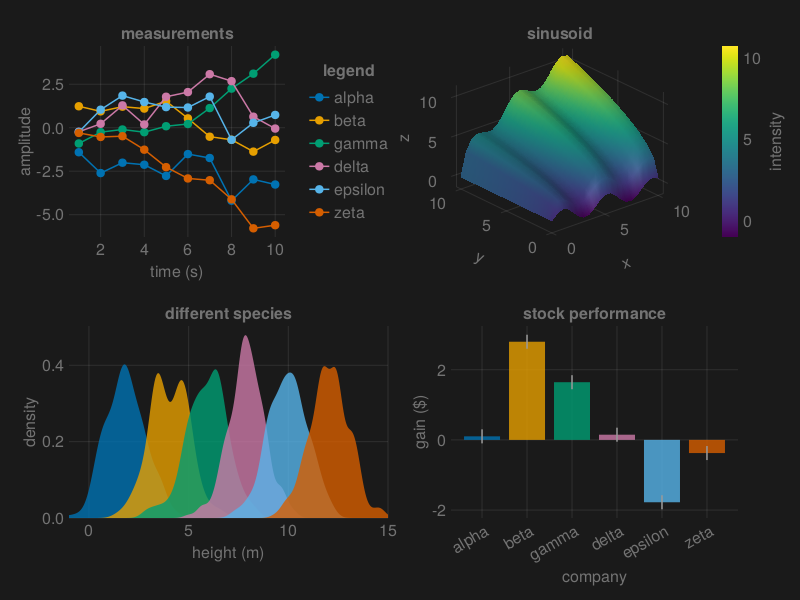 measurements
amplitude
2.5
0.0
-2.5
-5.0
2 4 6 8 10
time (s)
legend
alpha
beta
gamma
delta
epsilon
zeta
sinusoid
z
10
5
0
10
5
0
y
0
5
10
x
10
5
0
intensity
different species
density
0.4
0.2
0.0
0 5 10 15
height (m)
stock performance
gain ($)
2
0
-2
alpha beta gamma delta epsilon zeta
company